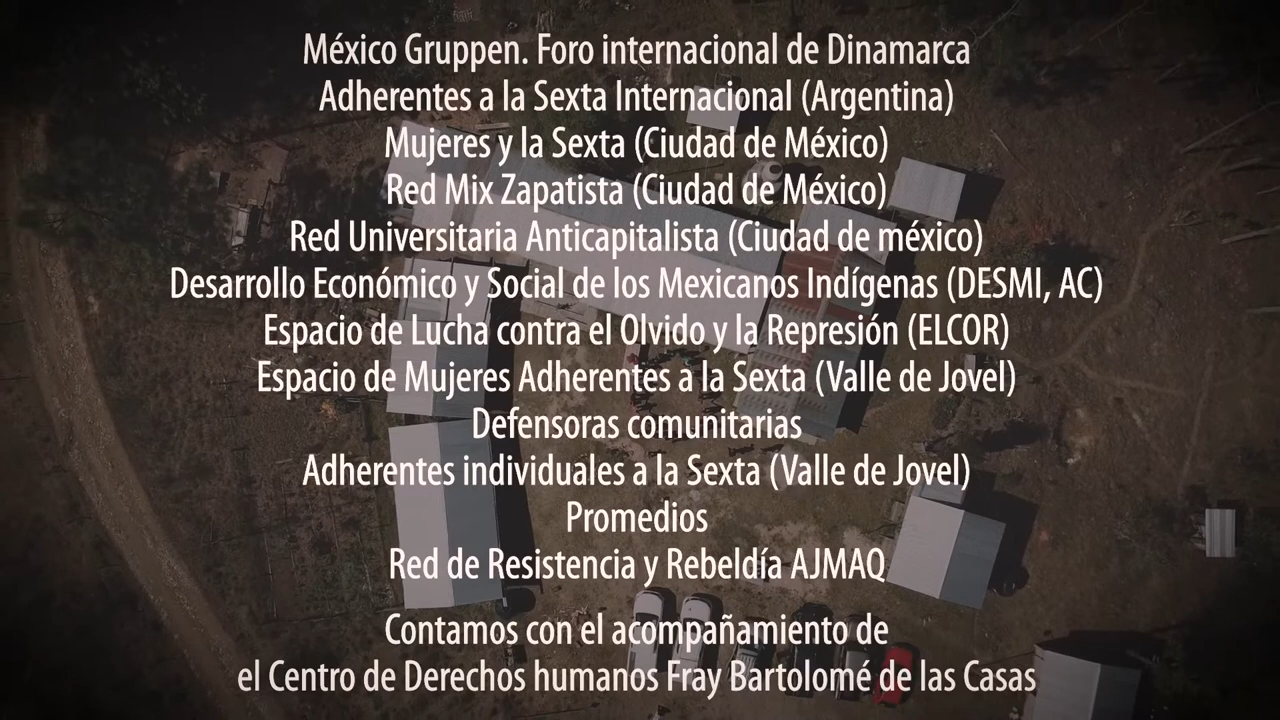 México Gruppen. Foro internacional de Dinamarca
Adherentes a la Sexta Internacional (Argentina)
Mujeres y la Sexta (Ciudad de México)
Red Mix Zapatista (Ciudad de México)
Red Universitaria Anticapitalista (Ciudad de méxico)
Desarrollo Económico y Social de los Mexicanos Indígenas (DESMI, AC)
Espacio de Lucha contra el Olvido y la Represión (ELCOR)
Espacio de Mujeres Adherentes a la Sexta (Valle de Jovel)
Defensoras comunitarias
Adherentes individuales a la Sexta (Valle de Jovel)
Promedios
Red de Resistencia y Rebeldía AJMAQ
Contamos con el acompañamiento de
el Centro de Derechos humanos Fray Bartolomé de las Casas